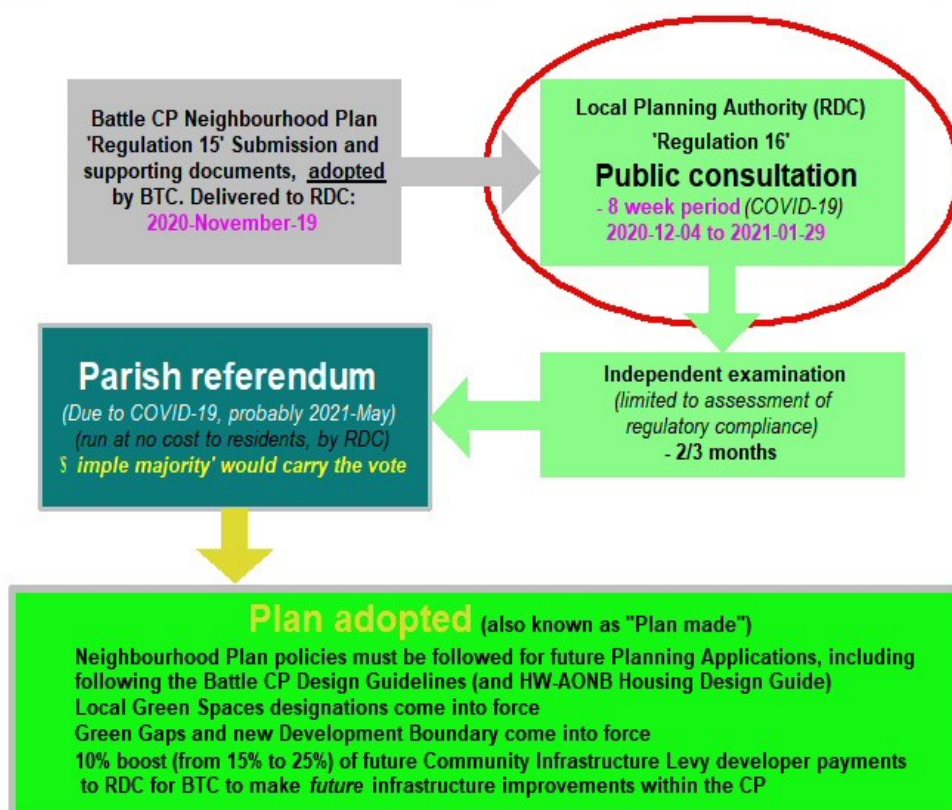 Battle CP Neighbourhood Plan
'Regulation 15' Submission and
supporting documents, adopted
by BTC. Delivered to RDC:
2020-November-19
Local Planning Authority (RDC)
'Regulation 16'
Public consultation
- 8 week period (COVID-19)
2020-12-04 to 2021-01-29
Independent examination
(limited to assessment of
regulatory compliance)
- 2/3 months
Parish referendum
(Due to COVID-19, probably 2021-May)
(run at no cost to residents, by RDC)
'S imple majority' would carry the vote
Plan adopted (also known as "Plan made")
Neighbourhood Plan policies must be followed for future Planning Applications, including
following the Battle CP Design Guidelines (and HW-AONB Housing Design Guide)
Local Green Spaces designations come into force
Green Gaps and new Development Boundary come into force
10% boost (from 15% to 25%) of future Community Infrastructure Levy developer payments
to RDC for BTC to make future infrastructure improvements within the CP